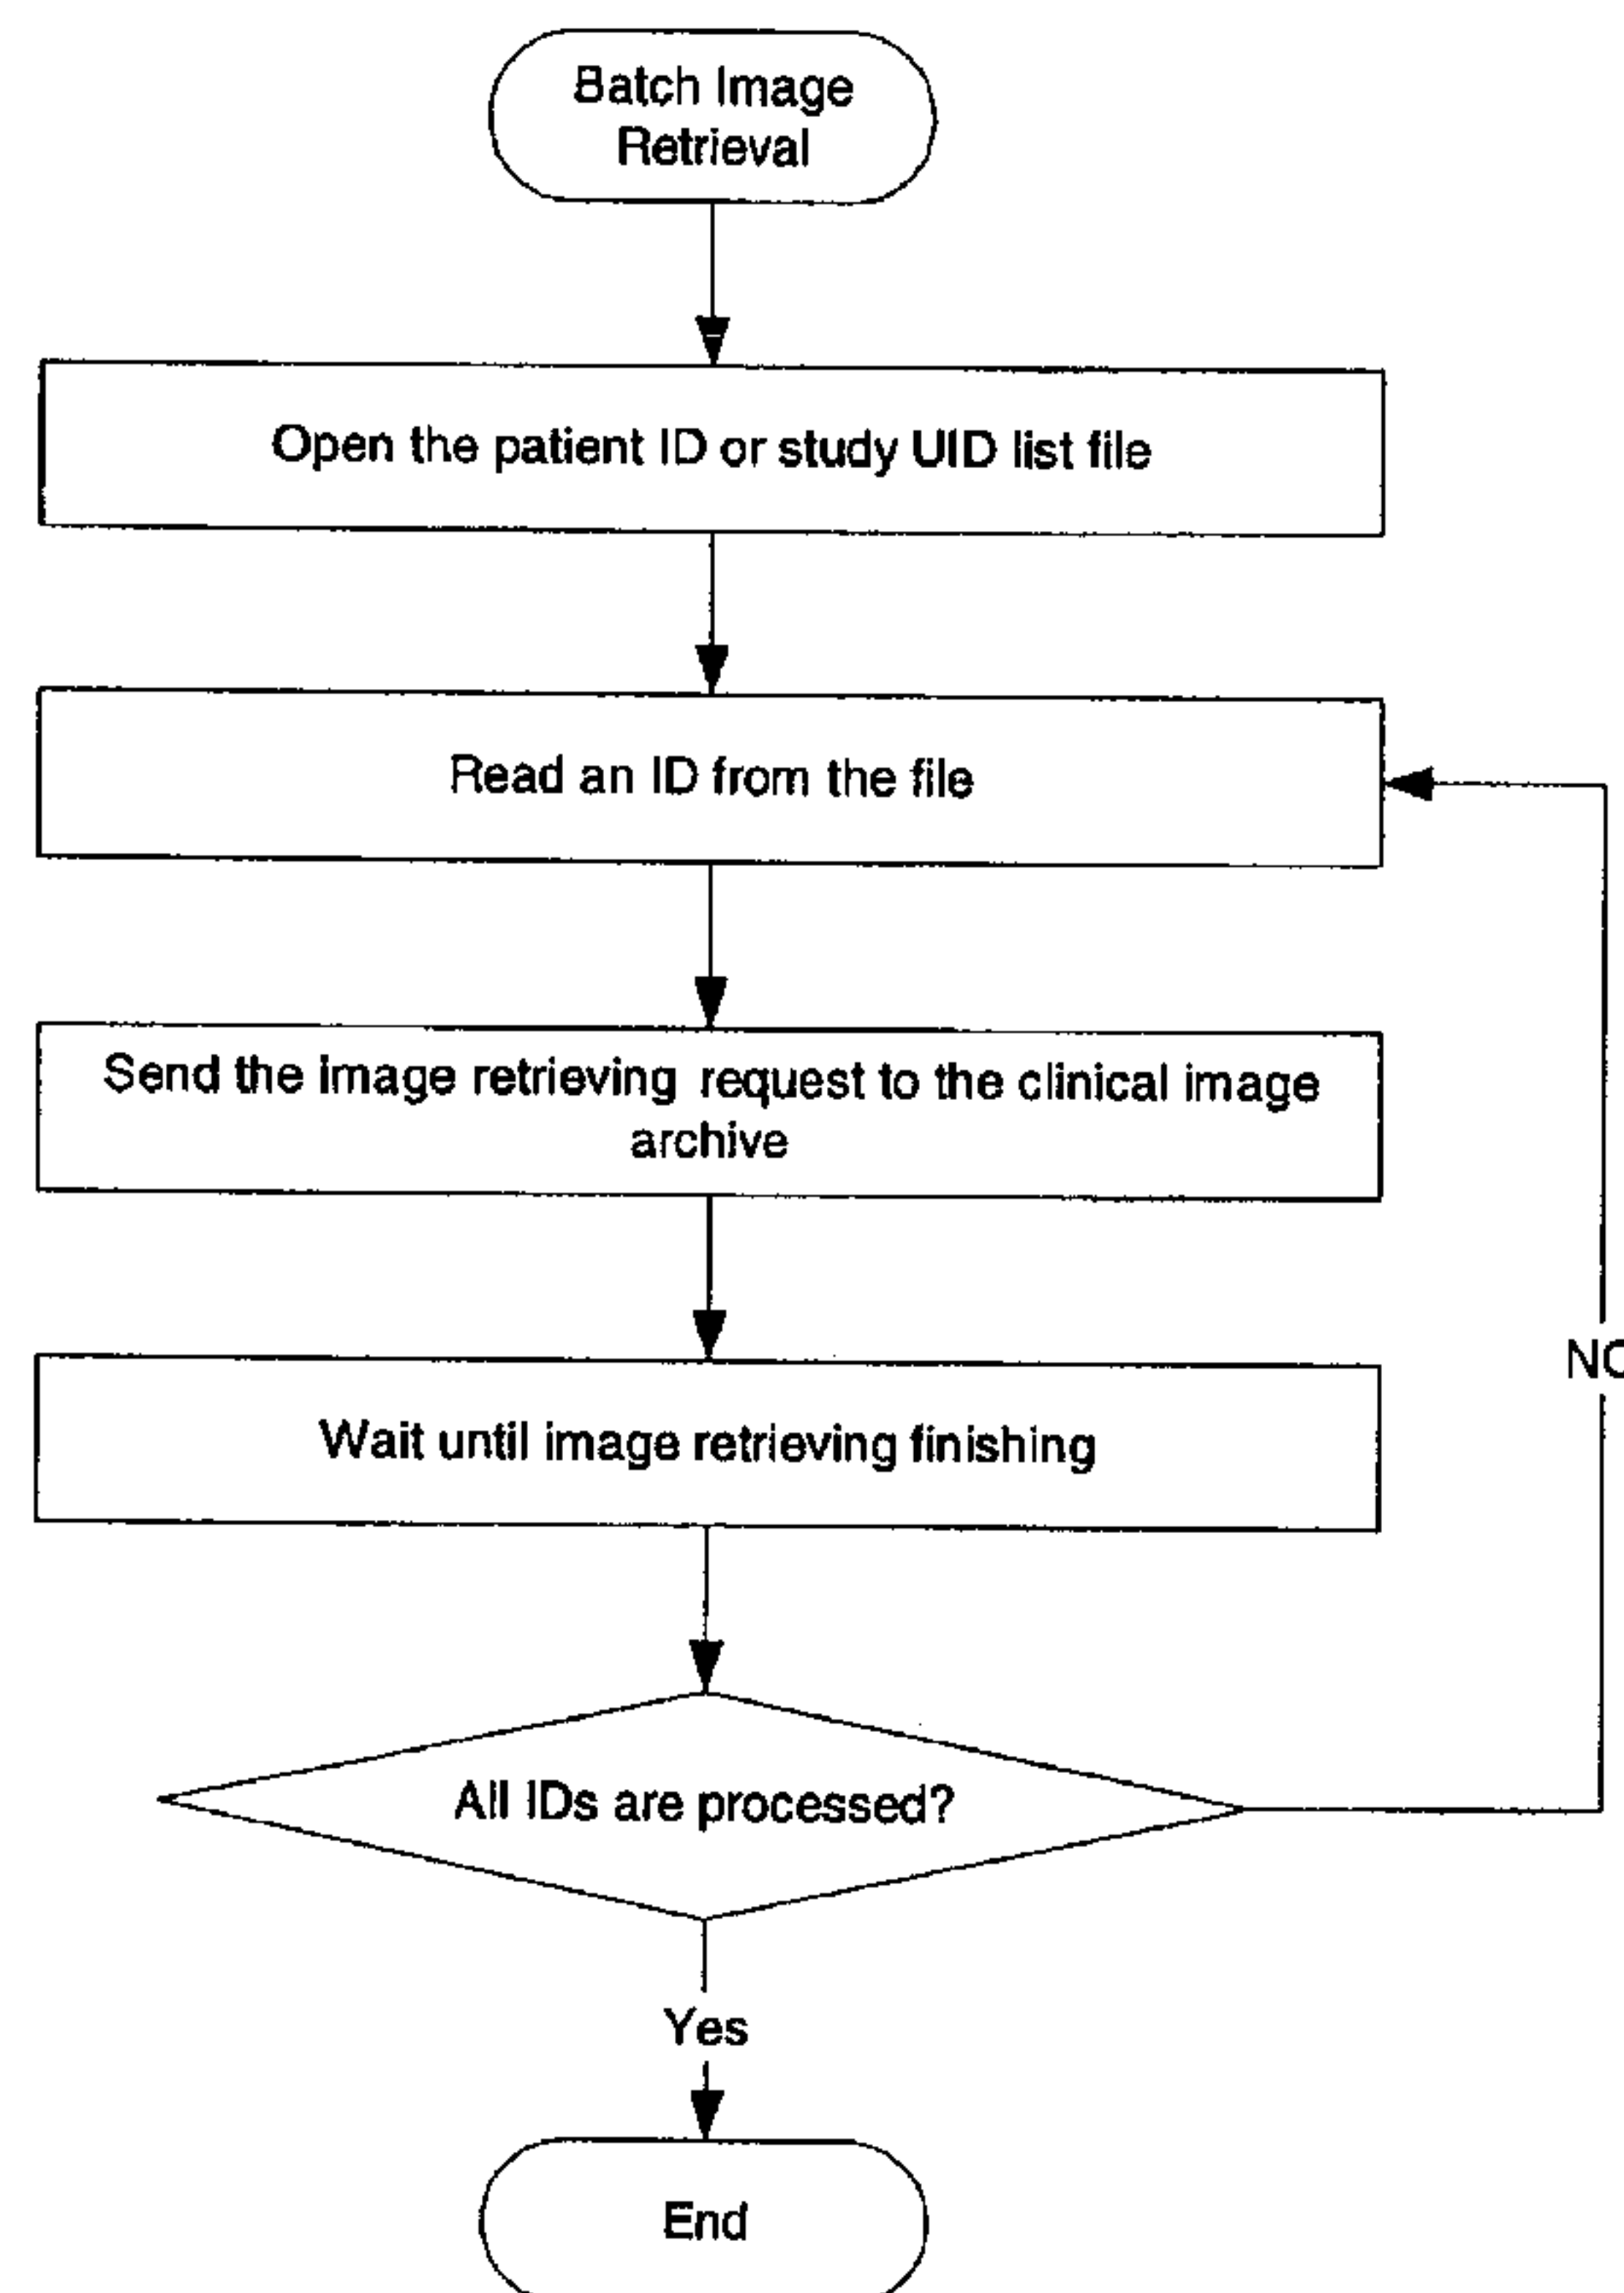 Batch Image
Retrieval
Open the patient ID or study UID list file
Read an ID from the file
Send the image retrieving request to the clinical image
archive
Wait until image retrieving finishing
NO
All IDs are processed?
Yes
End